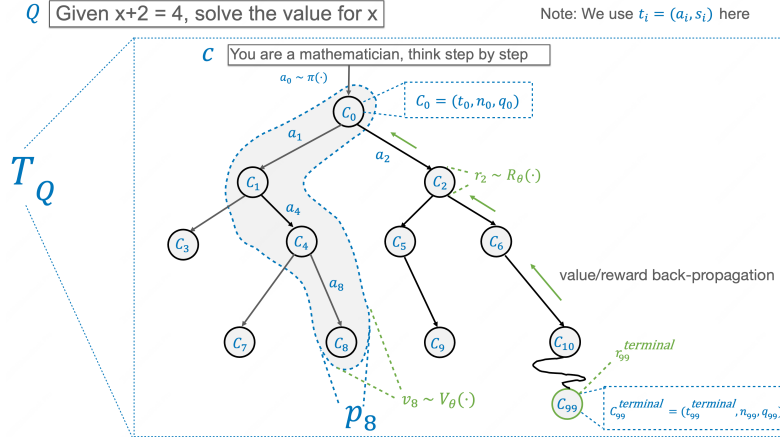 Q Given x+2 = 4, solve the value for x
Note: We use t_i = (a_i, s_i) here
c You are a mathematician, think step by step
a_0 ~ π(·)
C_0 = (t_0, n_0, q_0)
C_0
a_1
a_2
T_Q
C_1
C_2
r_2 ~ R_θ(·)
a_4
C_3
C_4
C_5
C_6
a_8
value/reward back-propagation
C_7
C_8
C_9
C_10
r_99^terminal
v_8 ~ V_θ(·)
p_8
C_99
C_99^terminal = (t_99^terminal, n_99, q_99